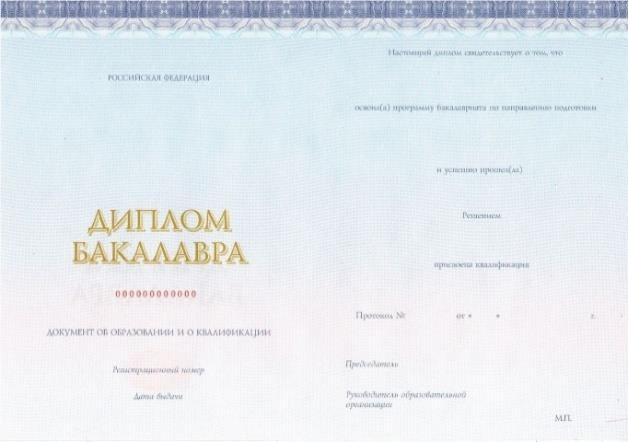 РОССИЙСКАЯ ФЕДЕРАЦИЯ
ДИПЛОМ
БАКАЛАВРА
000000000000
ДОКУМЕНТ ОБ ОБРАЗОВАНИИ И О КВАЛИФИКАЦИИ
Регистрационный номер
Дата выдачи
Настоящий диплом свидетельствует о том, что
освоил(а) программу бакалавриата по направлению подготовки
и успешно прошел(ла)
Решением
присвоена квалификация
Протокол № от « » г.
Председатель
Руководитель образовательной
организации
М.П.